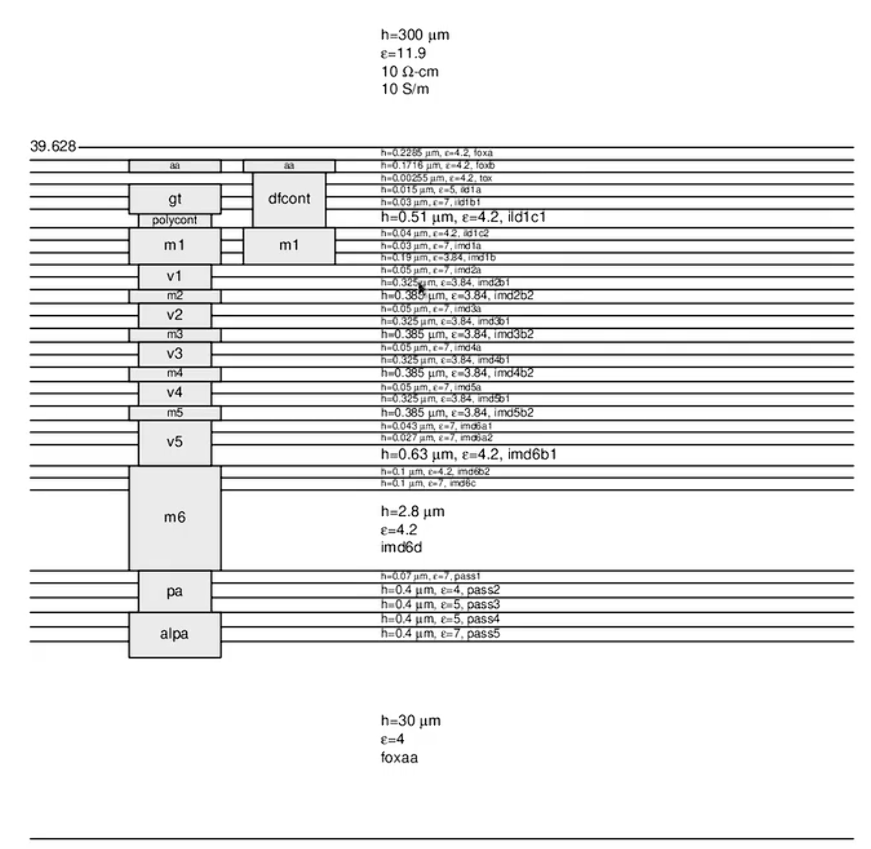 h=300 μm
ε=11.9
10 Ω-cm
10 S/m
39.628
h=0.2285 μm, ε=4.2, foxa
aa
aa
h=0.1716 μm, ε=4.2, foxb
h=0.00255 μm, ε=4.2, tox
gt
dfcont
h=0.015 μm, ε=5, ild1a
h=0.03 μm, ε=7, ild1b1
polycont
h=0.51 μm, ε=4.2, ild1c1
h=0.04 μm, ε=4.2, ild1c2
m1
m1
h=0.03 μm, ε=7, imd1a
h=0.19 μm, ε=3.84, imd1b
v1
h=0.05 μm, ε=7, imd2a
h=0.325 μm, ε=3.84, imd2b1
m2
h=0.385 μm, ε=3.84, imd2b2
v2
h=0.05 μm, ε=7, imd3a
h=0.325 μm, ε=3.84, imd3b1
m3
h=0.385 μm, ε=3.84, imd3b2
v3
h=0.05 μm, ε=7, imd4a
h=0.325 μm, ε=3.84, imd4b1
m4
h=0.385 μm, ε=3.84, imd4b2
v4
h=0.05 μm, ε=7, imd5a
h=0.325 μm, ε=3.84, imd5b1
m5
h=0.385 μm, ε=3.84, imd5b2
h=0.043 μm, ε=7, imd6a1
v5
h=0.027 μm, ε=7, imd6a2
h=0.63 μm, ε=4.2, imd6b1
h=0.1 μm, ε=4.2, imd6b2
h=0.1 μm, ε=7, imd6c
m6
h=2.8 μm
ε=4.2
imd6d
h=0.07 μm, ε=7, pass1
pa
h=0.4 μm, ε=4, pass2
h=0.4 μm, ε=5, pass3
h=0.4 μm, ε=5, pass4
alpa
h=0.4 μm, ε=7, pass5
h=30 μm
ε=4
foxaa